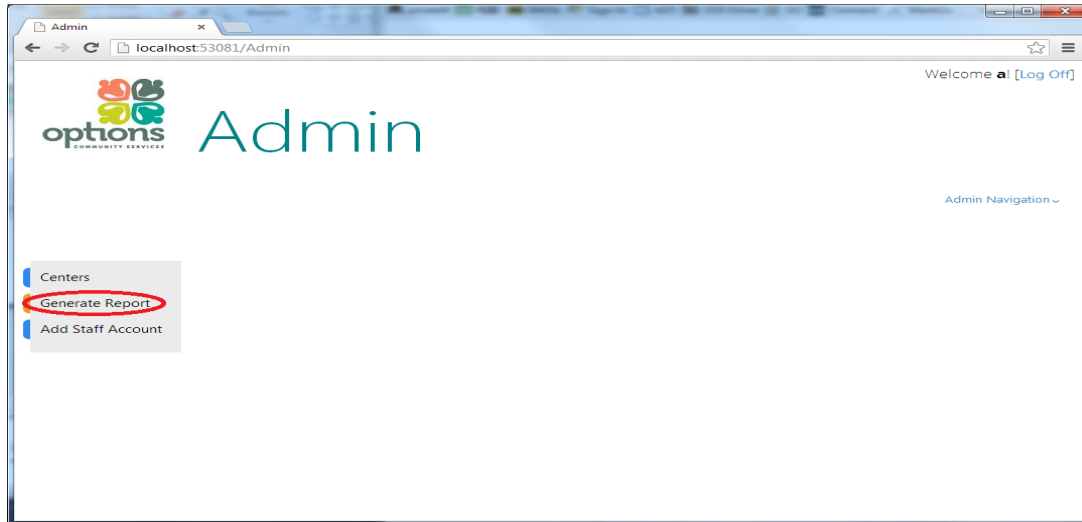 Admin
localhost:53081/Admin
Welcome a! [Log Off]
options
COMMUNITY SERVICES
Admin
Admin Navigation
Centers
Generate Report
Add Staff Account